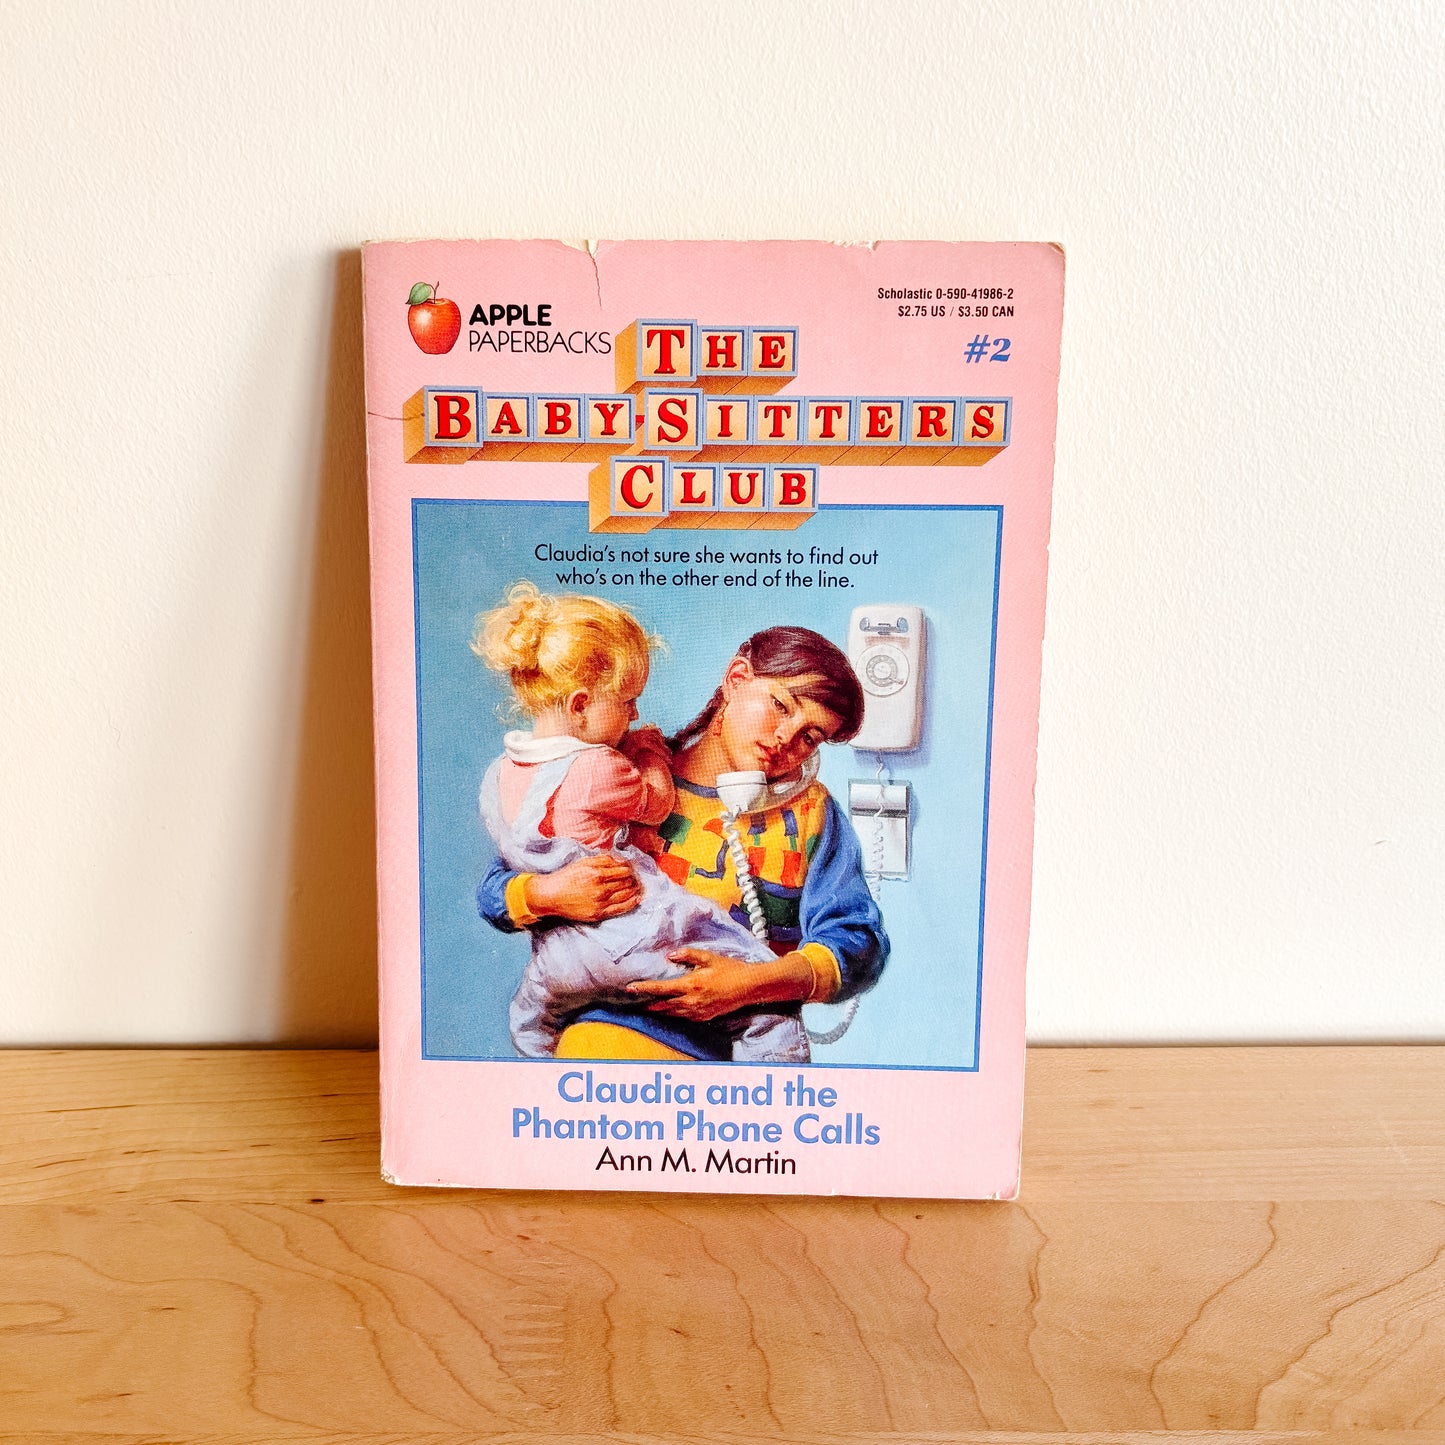 APPLE
PAPERBACKS
Scholastic 0-590-41986-2
$2.75 US / $3.50 CAN
#2
THE
BABY-SITTERS
CLUB
Claudia's not sure she wants to find out
who's on the other end of the line.
Claudia and the
Phantom Phone Calls
Ann M. Martin